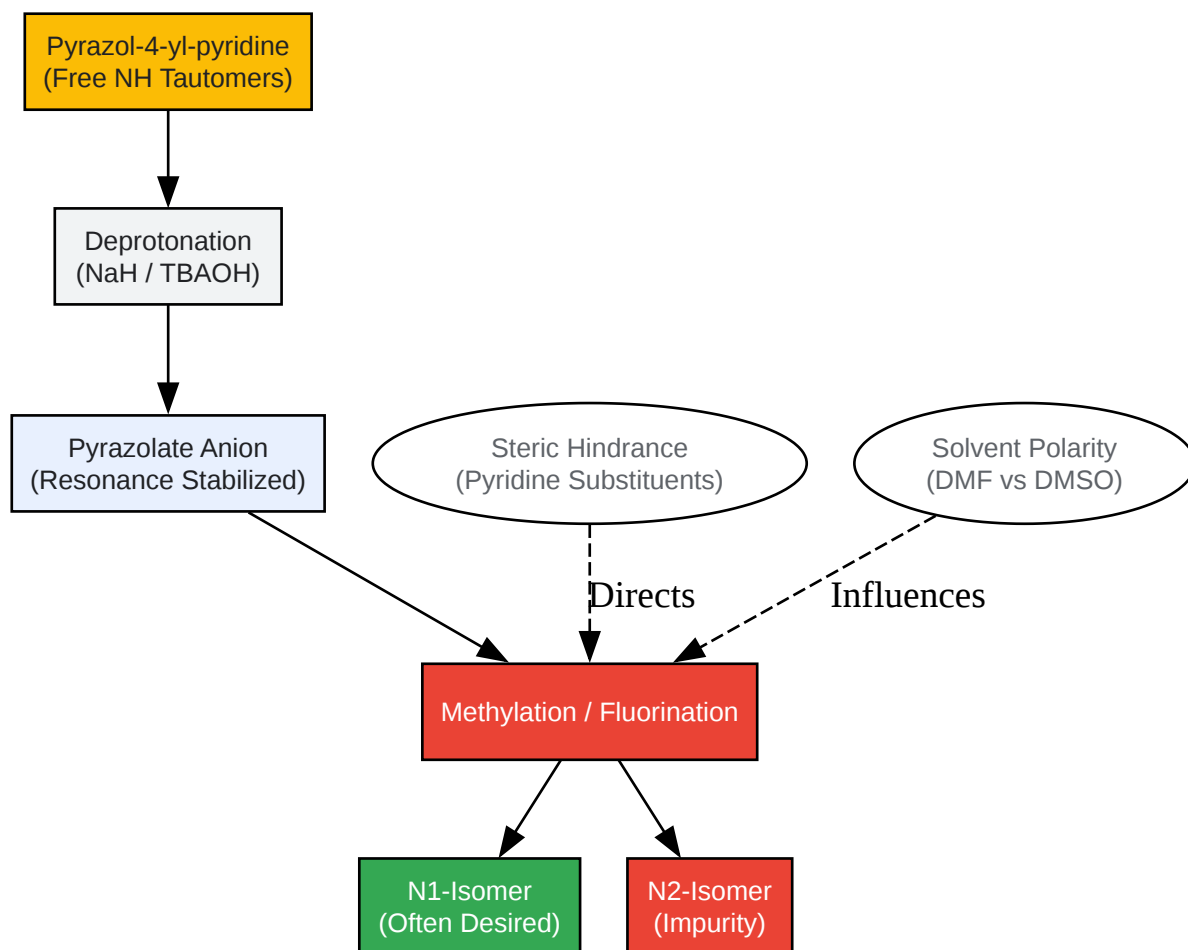 Pyrazol-4-yl-pyridine
(Free NH Tautomers)
Deprotonation
(NaH / TBAOH)
Pyrazolate Anion
(Resonance Stabilized)
Steric Hindrance
(Pyridine Substituents)
Solvent Polarity
(DMF vs DMSO)
Directs
Influences
Methylation / Fluorination
N1-Isomer
(Often Desired)
N2-Isomer
(Impurity)